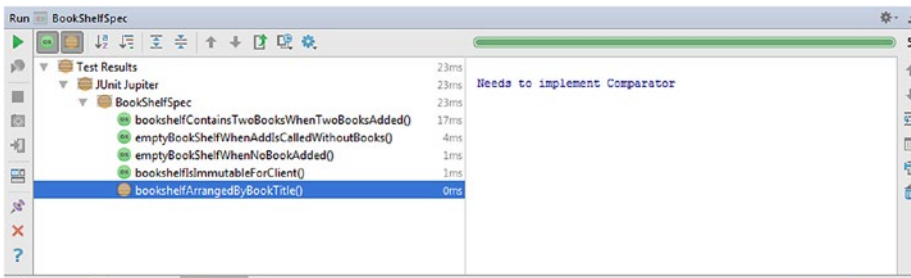 Run BookShelfSpec
Test Results 23ms
JUnit Jupiter 23ms
BookShelfSpec 23ms
bookshelfContainsTwoBooksWhenTwoBooksAdded() 17ms
emptyBookShelfWhenAddIsCalledWithoutBooks() 4ms
emptyBookShelfWhenNoBookAdded() 1ms
bookshelfIsImmutableForClient() 1ms
bookshelfArrangedByBookTitle() 0ms
Needs to implement Comparator